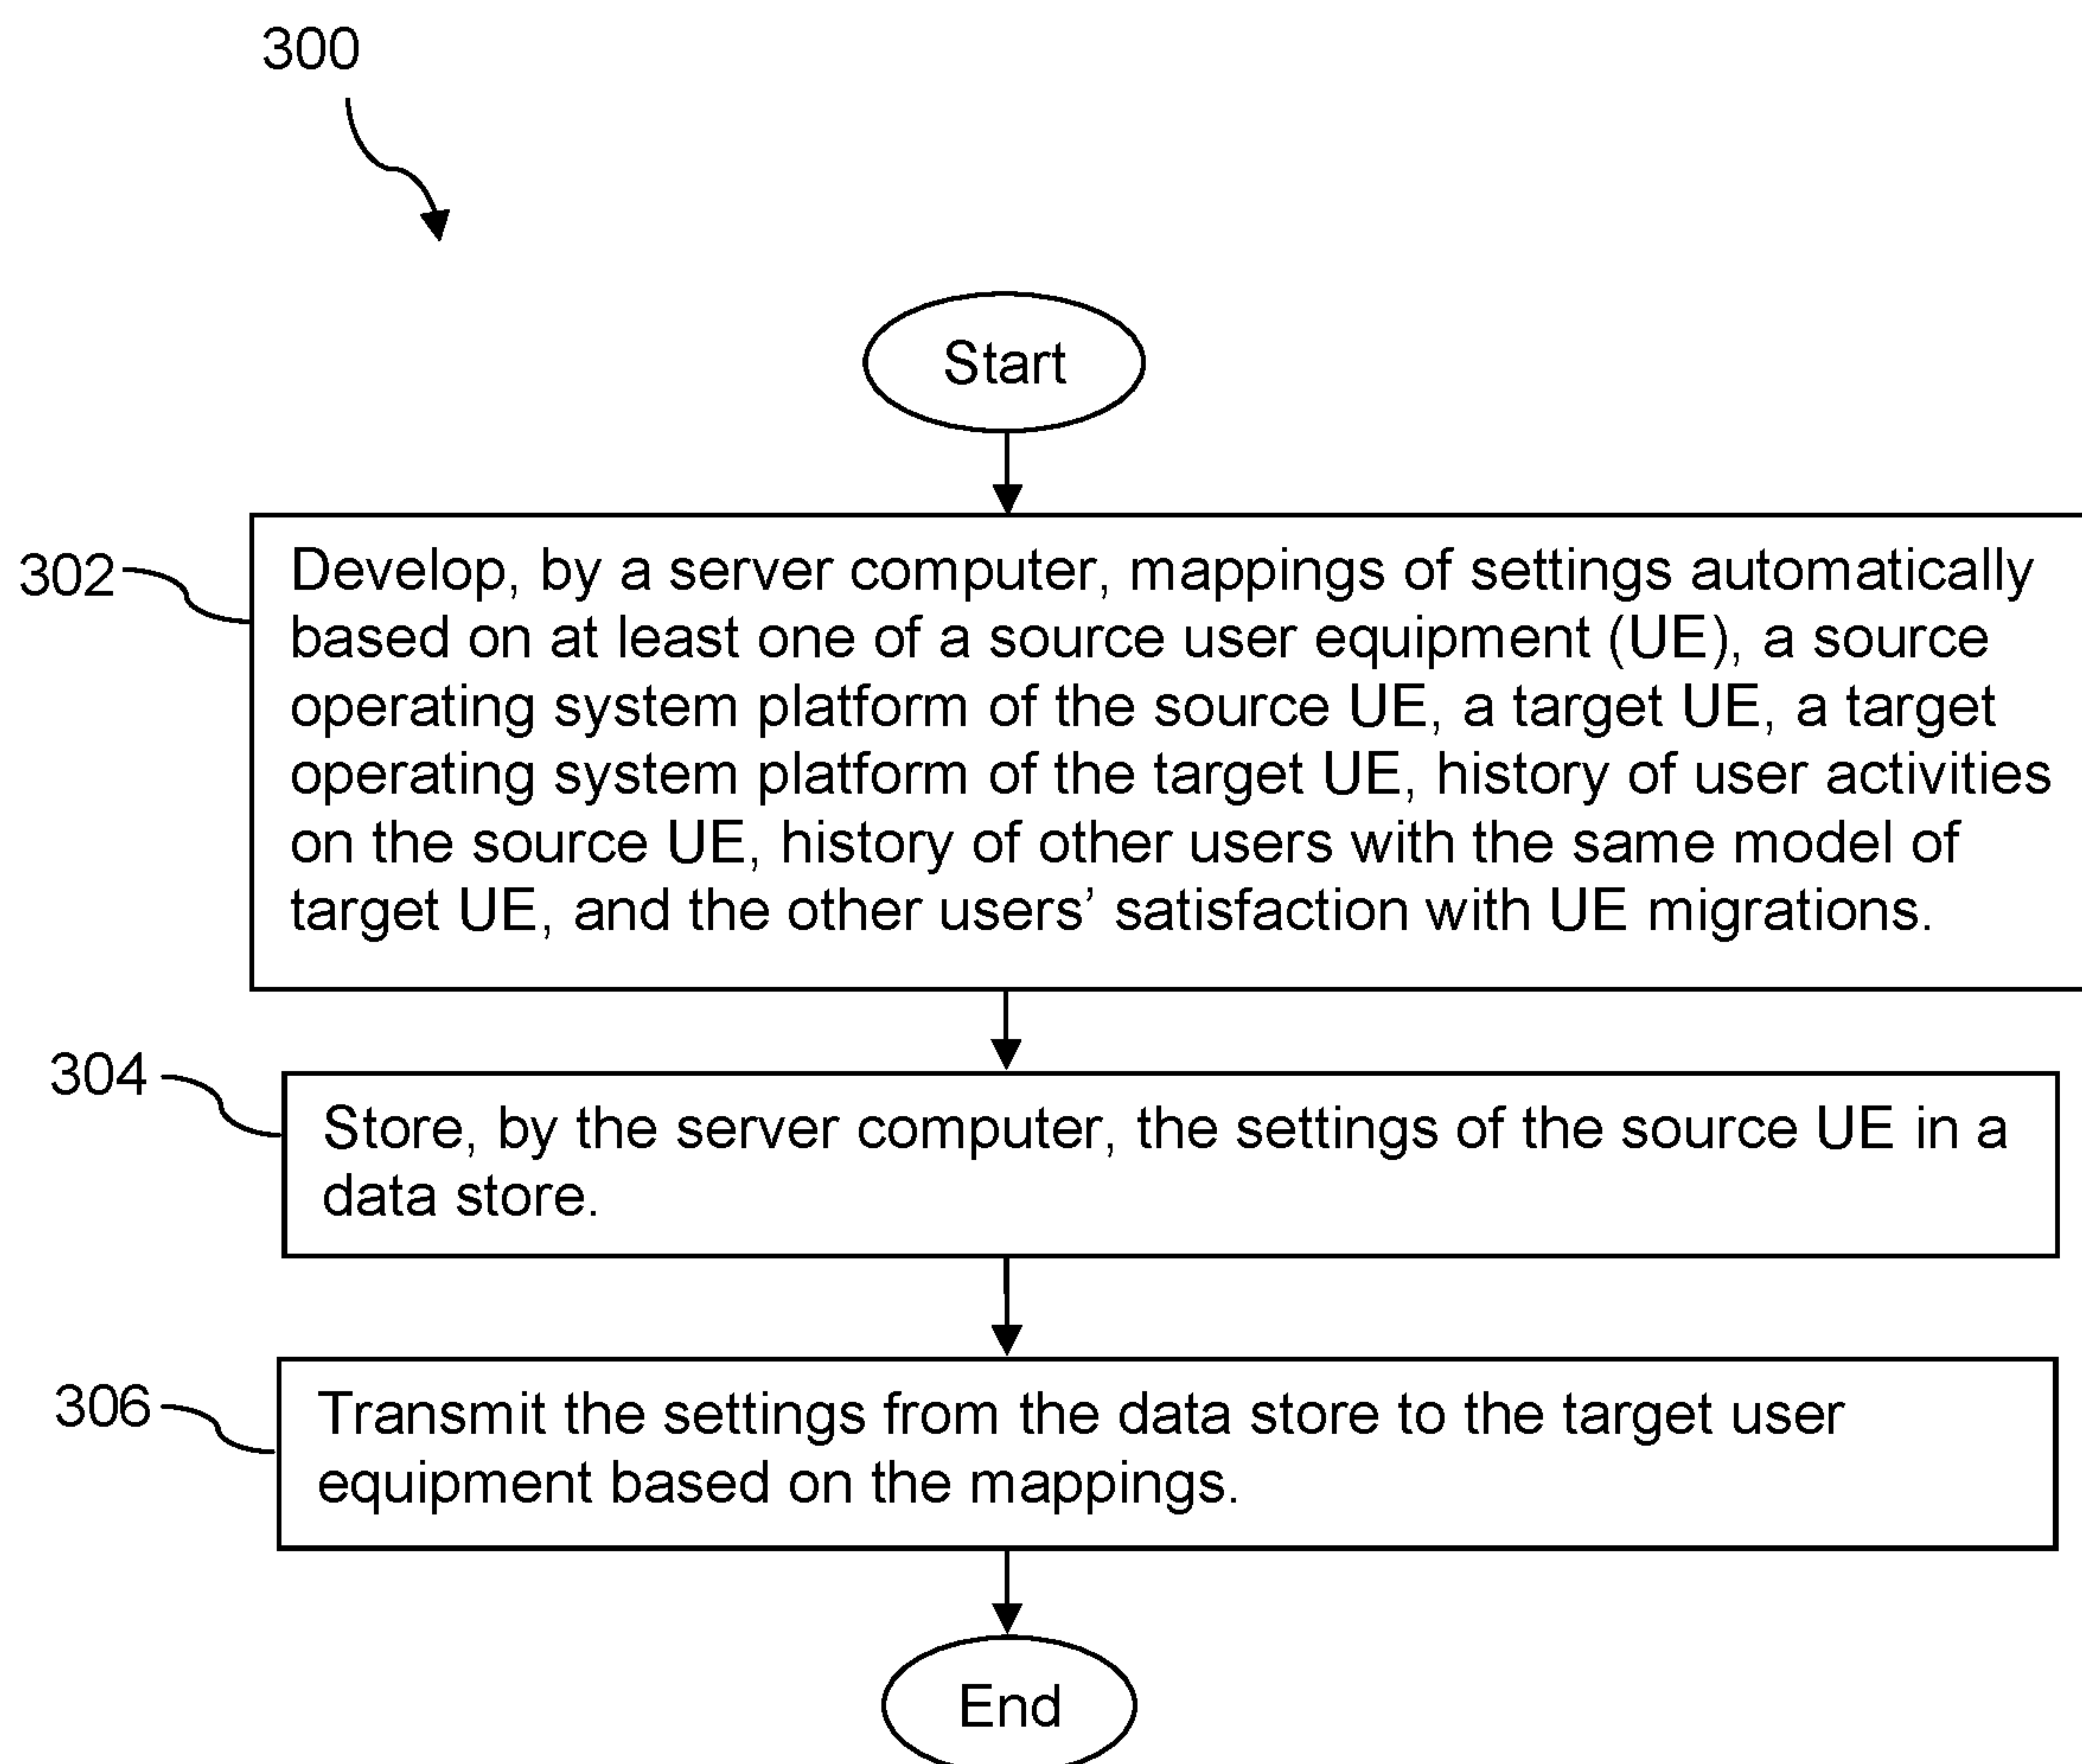 300
Start
302
Develop, by a server computer, mappings of settings automatically
based on at least one of a source user equipment (UE), a source
operating system platform of the source UE, a target UE, a target
operating system platform of the target UE, history of user activities
on the source UE, history of other users with the same model of
target UE, and the other users’ satisfaction with UE migrations.
304
Store, by the server computer, the settings of the source UE in a
data store.
306
Transmit the settings from the data store to the target user
equipment based on the mappings.
End